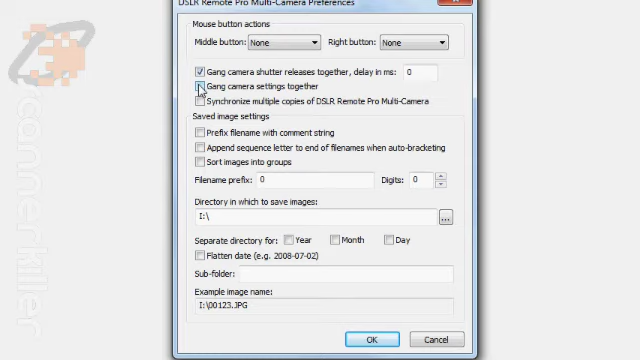 DSLR Remote Pro Multi-Camera Preferences
Mouse button actions
Middle button: None Right button: None
Gang camera shutter releases together, delay in ms: 0
Gang camera settings together
Synchronize multiple copies of DSLR Remote Pro Multi-Camera
Saved image settings
Prefix filename with comment string
Append sequence letter to end of filenames when auto-bracketing
Sort images into groups
Filename prefix: 0 Digits: 0
Directory in which to save images:
I:\
...
Separate directory for: Year Month Day
Flatten date (e.g. 2008-07-02)
Sub-folder:
Example image name:
I:\00123.JPG
OK Cancel
scannerkiller